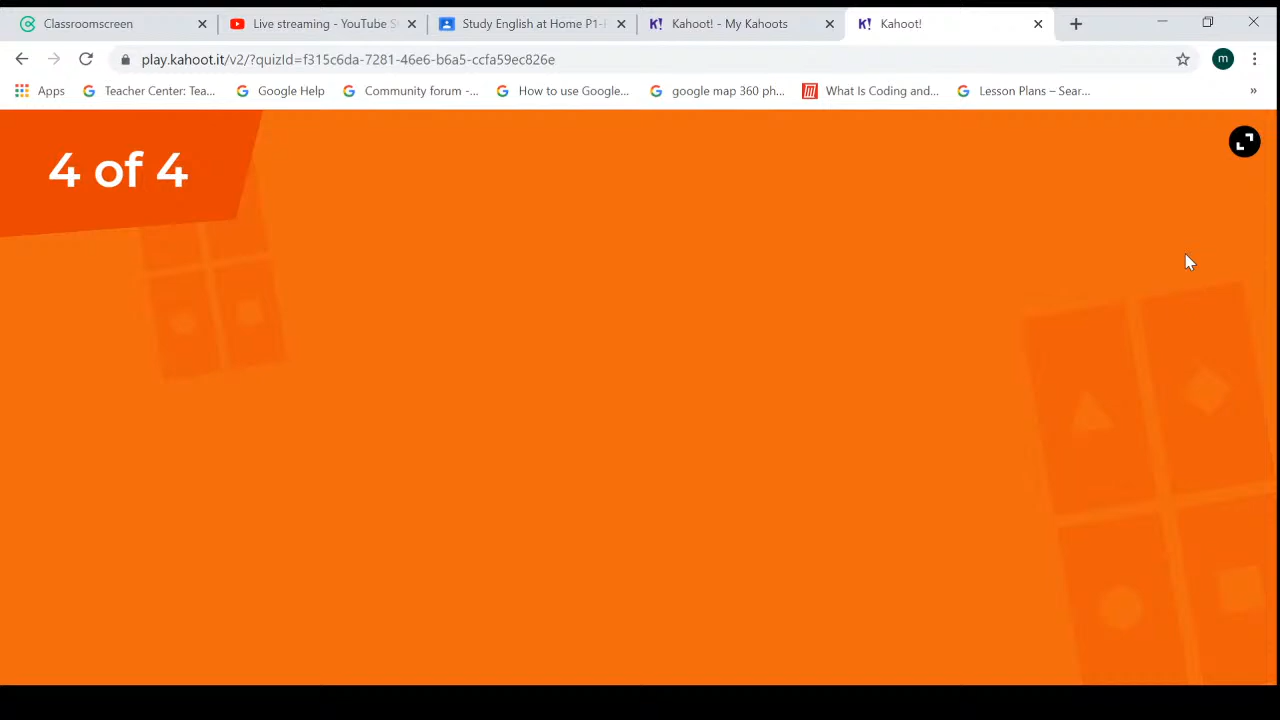 Classroomscreen
Live streaming - YouTube S
Study English at Home P1-
Kahoot! - My Kahoots
Kahoot!
play.kahoot.it/v2/?quizId=f315c6da-7281-46e6-b6a5-ccfa59ec826e
m
Apps
Teacher Center: Tea...
Google Help
Community forum -...
How to use Google...
google map 360 ph...
What Is Coding and...
Lesson Plans – Sear...
»
4 of 4